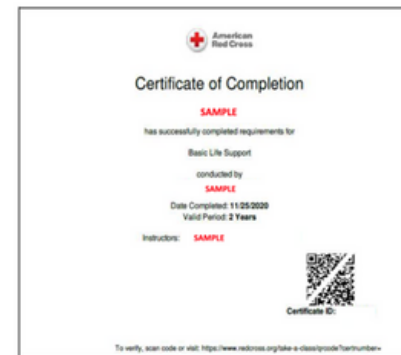 American
Red Cross
Certificate of Completion
SAMPLE
has successfully completed requirements for
Basic Life Support
conducted by
SAMPLE
Date Completed: 11/25/2020
Valid Period: 2 Years
Instructors: SAMPLE
Certificate ID:
To verify, scan code or visit: https://www.redcross.org/take-a-class/qrcode?certnumber=